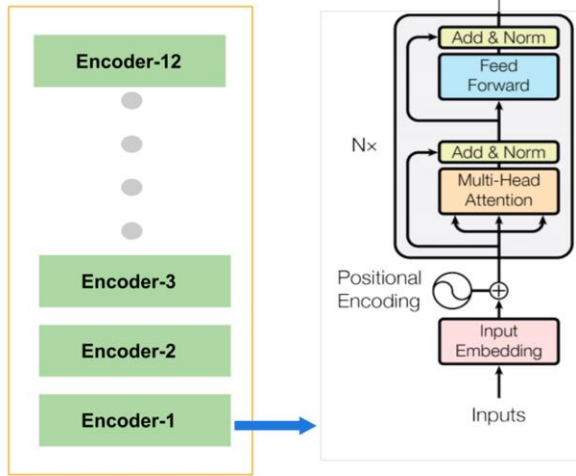 Encoder-12
Encoder-3
Encoder-2
Encoder-1
Add & Norm
Feed
Forward
N×
Add & Norm
Multi-Head
Attention
Positional
Encoding
Input
Embedding
Inputs